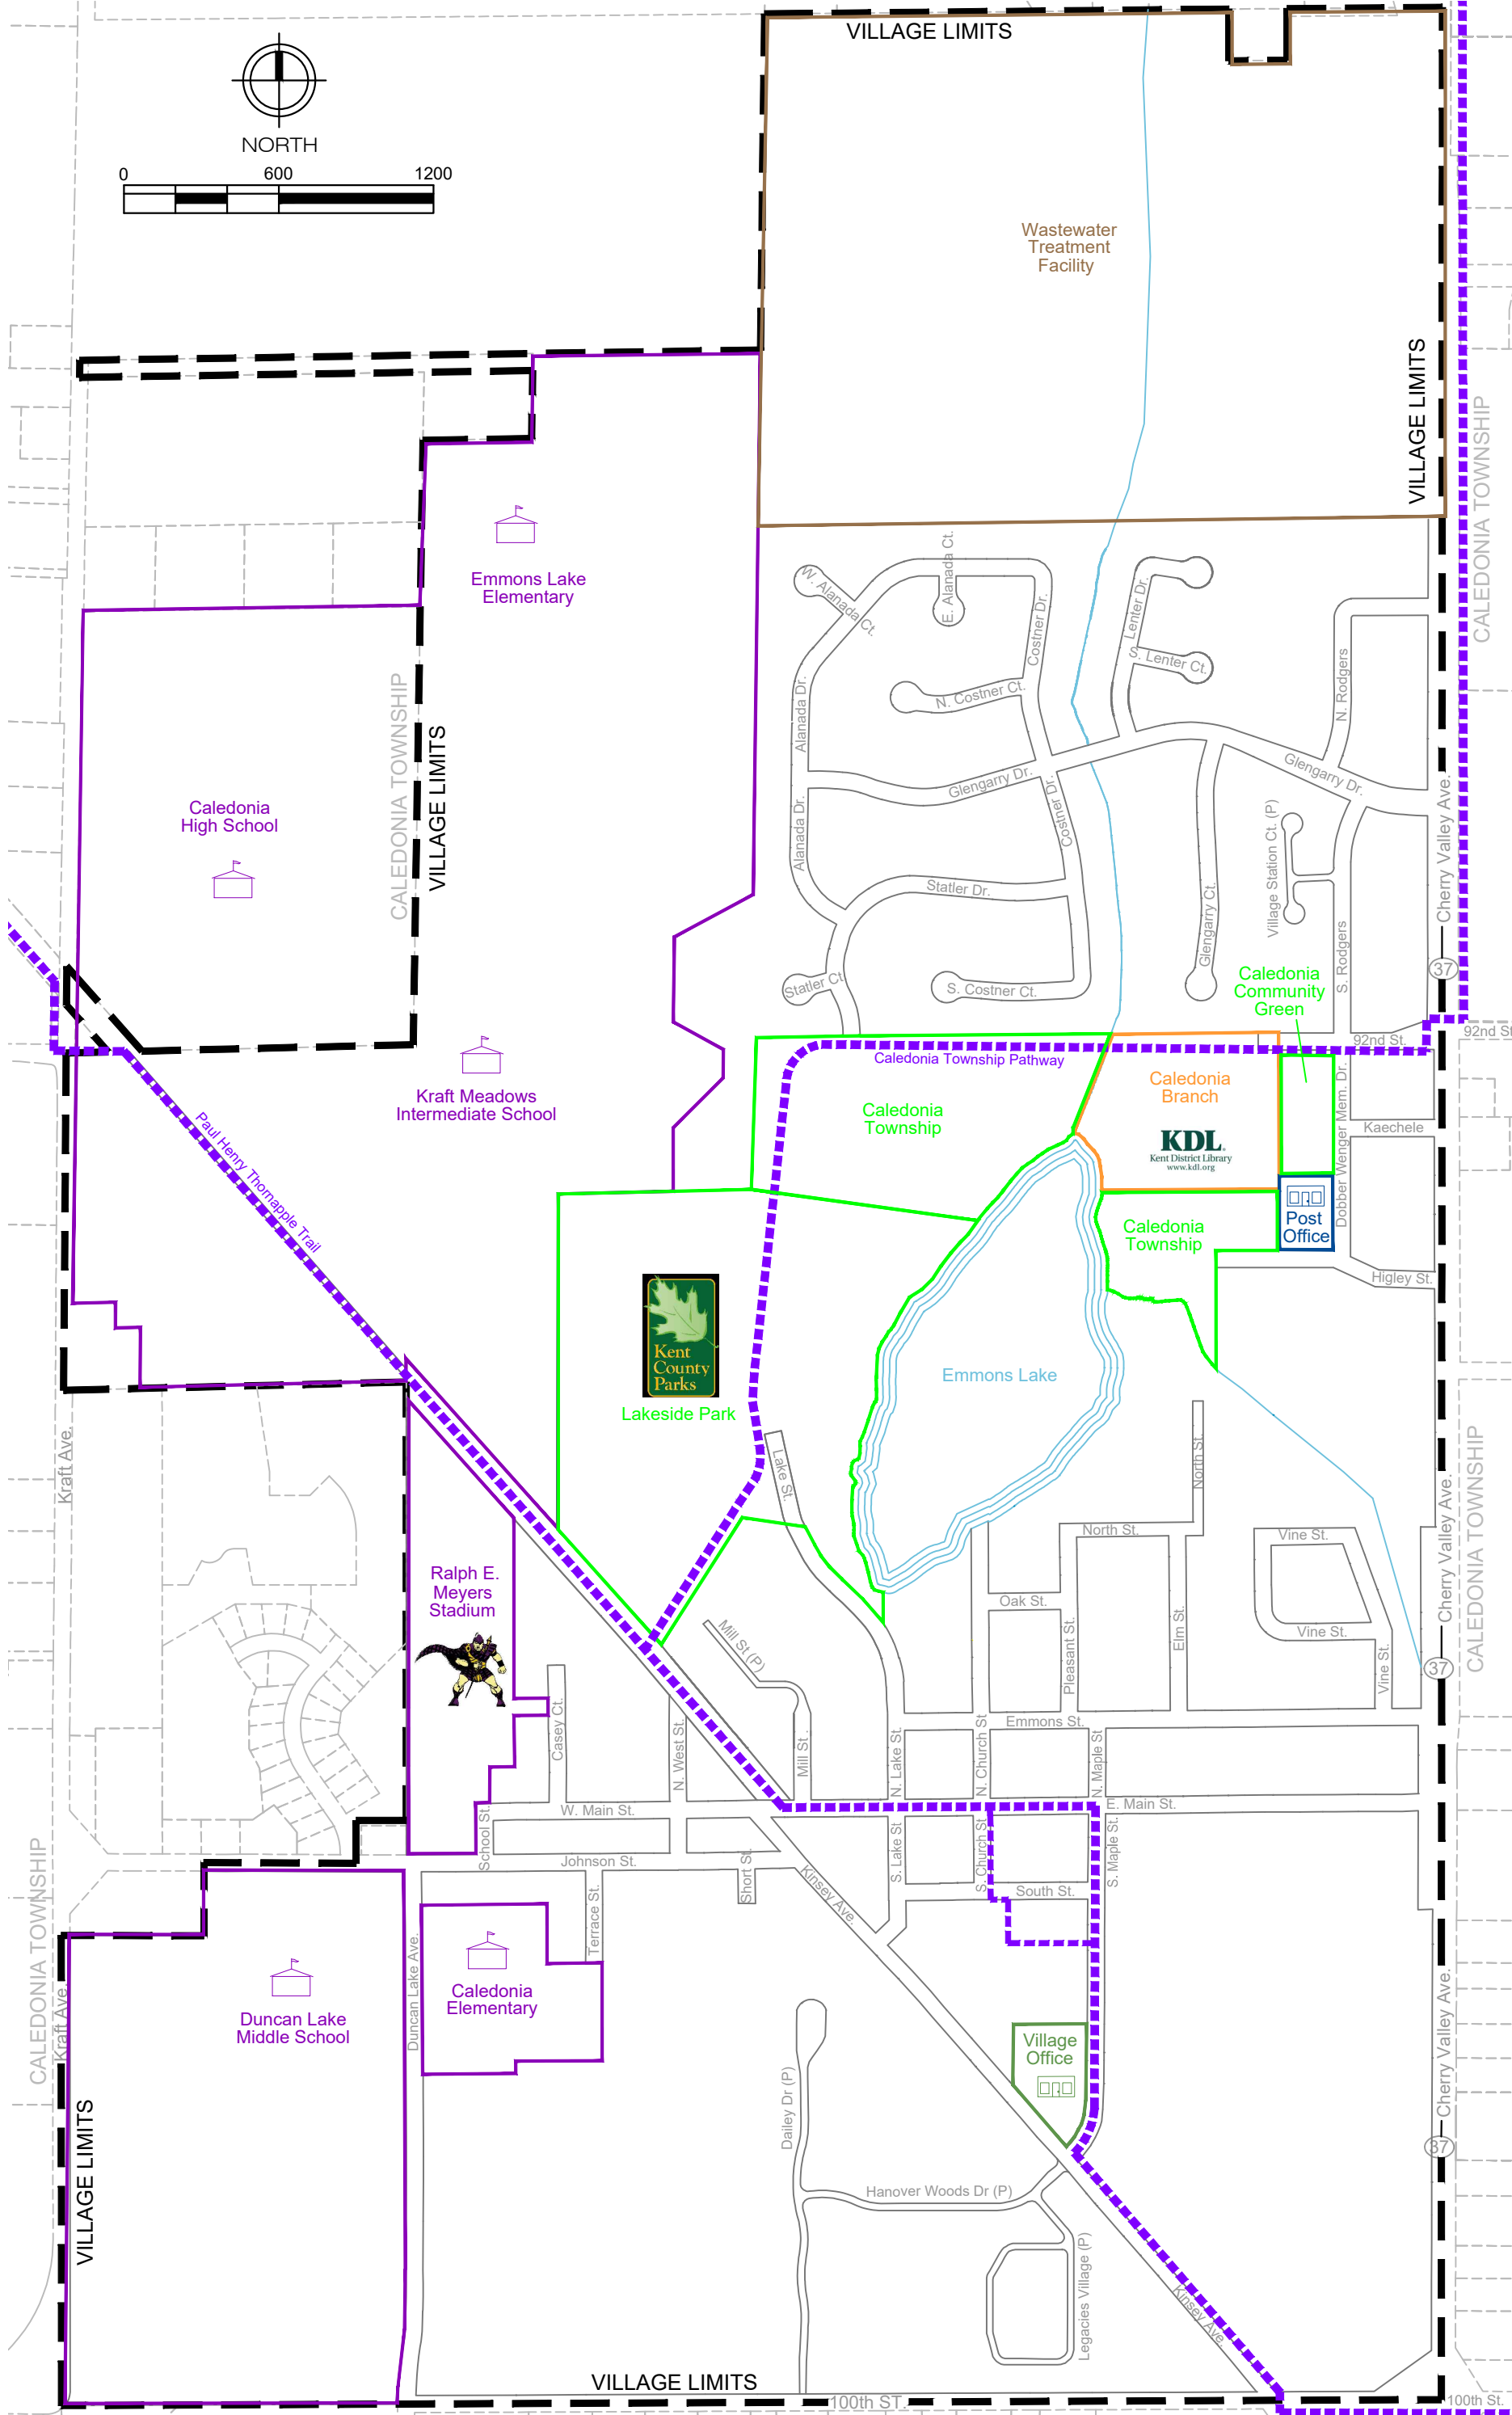 VILLAGE LIMITS
NORTH
0 600 1200
Wastewater
Treatment
Facility
VILLAGE LIMITS
CALEDONIA TOWNSHIP
Emmons Lake
Elementary
W. Alanada Ct.
E. Alanada Ct.
Costner Dr.
Lenter Dr.
S. Lenter Ct.
N. Costner Ct.
N. Rodgers
Alanada Dr.
Glengarry Dr.
Glengarry Dr.
CALEDONIA TOWNSHIP
VILLAGE LIMITS
Caledonia
High School
Alanada Dr.
Costner Dr.
Village Station Ct. (P)
Cherry Valley Ave.
Statler Dr.
Glengarry Ct.
S. Rodgers
Statler Ct.
S. Costner Ct.
Caledonia
Community
Green
37
92nd St.
92nd St
Caledonia Township Pathway
Kraft Meadows
Intermediate School
Caledonia
Township
Caledonia
Branch
KDL
Kent District Library
www.kdl.org
Dobber Wenger Mem. Dr.
Kaechele
Paul Henry Thornapple Trail
Post
Office
Caledonia
Township
Higley St.
Kent
County
Parks
Lakeside Park
Emmons Lake
Kraft Ave.
Lake St.
North St.
North St.
Vine St.
Cherry Valley Ave.
CALEDONIA TOWNSHIP
Ralph E.
Meyers
Stadium
Oak St.
Pleasant St.
Elm St.
Vine St.
Vine St.
Mill St (P)
37
Casey Ct.
N. West St.
Mill St.
N. Lake St.
N. Church St
Emmons St.
N. Maple St
W. Main St.
E. Main St.
School St.
Johnson St.
Short St.
Kinsey Ave.
S. Lake St
S. Church St
South St.
S. Maple St.
Terrace St.
CALEDONIA TOWNSHIP
Kraft Ave.
Duncan Lake
Middle School
Duncan Lake Ave.
Caledonia
Elementary
Village
Office
Cherry Valley Ave.
37
Dailey Dr (P)
Hanover Woods Dr (P)
Legacies Village (P)
Kinsey Ave.
VILLAGE LIMITS
VILLAGE LIMITS
100th ST.
100th St.